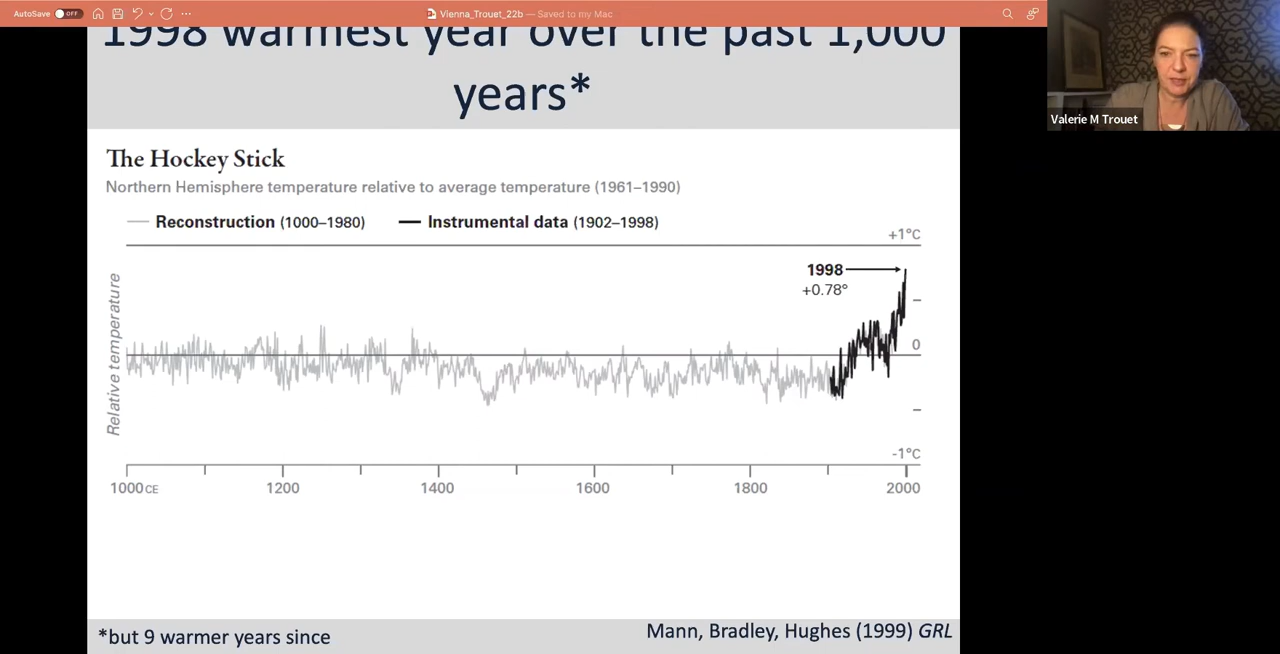 AutoSave OFF
Vienna_Trouet_22b — Saved to my Mac
1998 warmest year over the past 1,000
years*
Valerie M Trouet
The Hockey Stick
Northern Hemisphere temperature relative to average temperature (1961–1990)
Reconstruction (1000–1980) Instrumental data (1902–1998)
+1°C
1998
+0.78°
Relative temperature
0
-1°C
1000 CE 1200 1400 1600 1800 2000
*but 9 warmer years since
Mann, Bradley, Hughes (1999) GRL